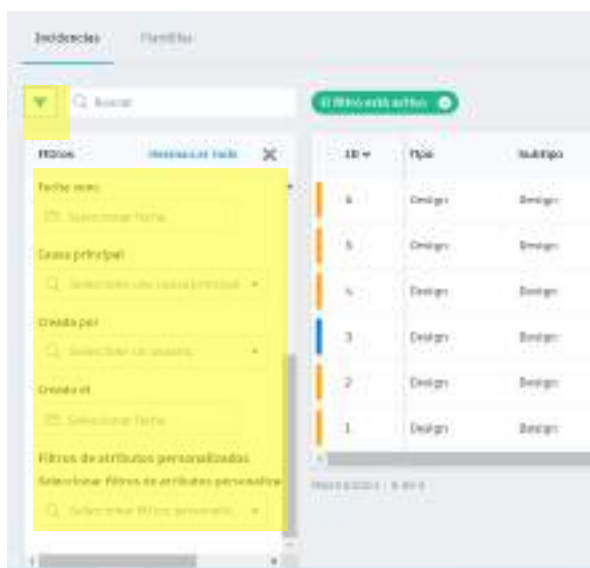 Incidencias Plantillas
Buscar
El filtro está activo
Filtros Restablecer todo
ID Tipo Subtipo
Fecha venc.
Seleccionar fecha
Causa principal
Seleccione una causa principal
Creado por
Seleccionar un usuario
Creado el
Seleccionar fecha
Filtros de atributos personalizados
Seleccionar filtros de atributos personaliza
Seleccionar filtros personaliz
6 Design Design
5 Design Design
4 Design Design
3 Design Design
2 Design Design
1 Design Design